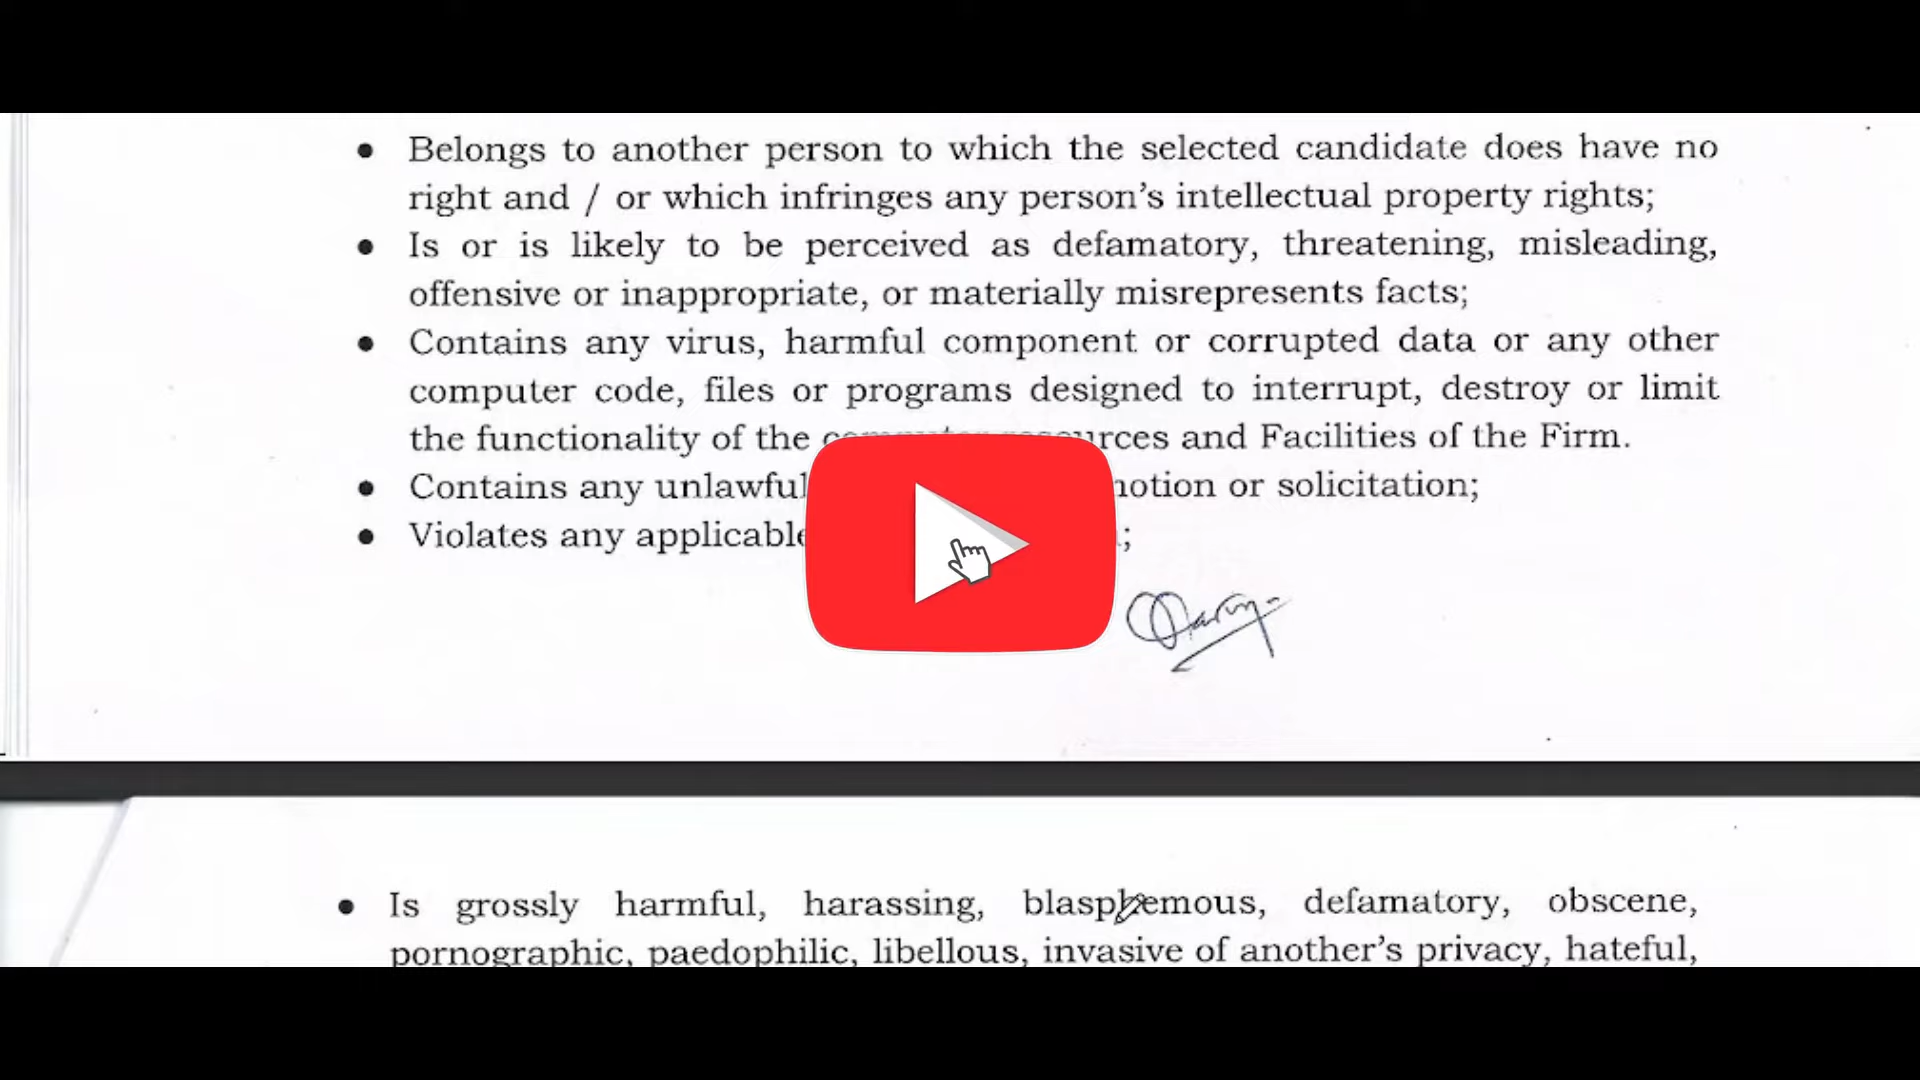 • Belongs to another person to which the selected candidate does have no
right and / or which infringes any person's intellectual property rights;
• Is or is likely to be perceived as defamatory, threatening, misleading,
offensive or inappropriate, or materially misrepresents facts;
• Contains any virus, harmful component or corrupted data or any other
computer code, files or programs designed to interrupt, destroy or limit
the functionality of the and Facilities of the Firm.
• Contains any unlawful or solicitation;
• Violates any
• Is grossly harmful, harassing, blasphemous, defamatory, obscene,
pornographic, paedophilic, libellous, invasive of another's privacy, hateful,